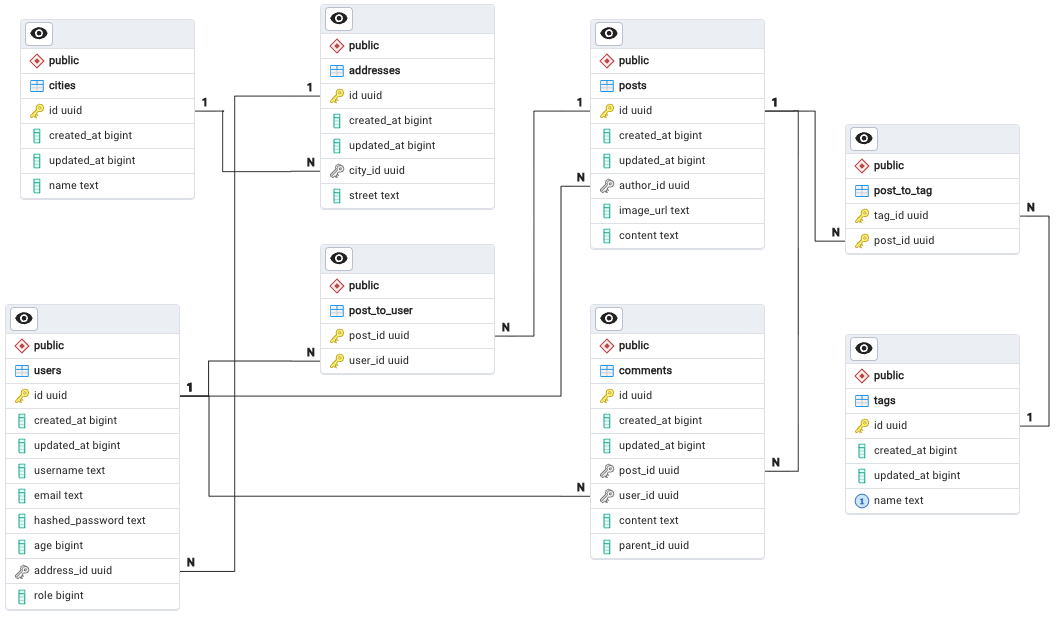 public
cities
id uuid
created_at bigint
updated_at bigint
name text
1
public
addresses
id uuid
created_at bigint
updated_at bigint
city_id uuid
street text
1
N
public
posts
id uuid
created_at bigint
updated_at bigint
author_id uuid
image_url text
content text
1
N
1
public
post_to_tag
tag_id uuid
post_id uuid
N
N
public
post_to_user
post_id uuid
user_id uuid
N
N
public
users
id uuid
created_at bigint
updated_at bigint
username text
email text
hashed_password text
age bigint
address_id uuid
role bigint
1
N
public
comments
id uuid
created_at bigint
updated_at bigint
post_id uuid
user_id uuid
content text
parent_id uuid
N
N
public
tags
id uuid
created_at bigint
updated_at bigint
1 name text
1